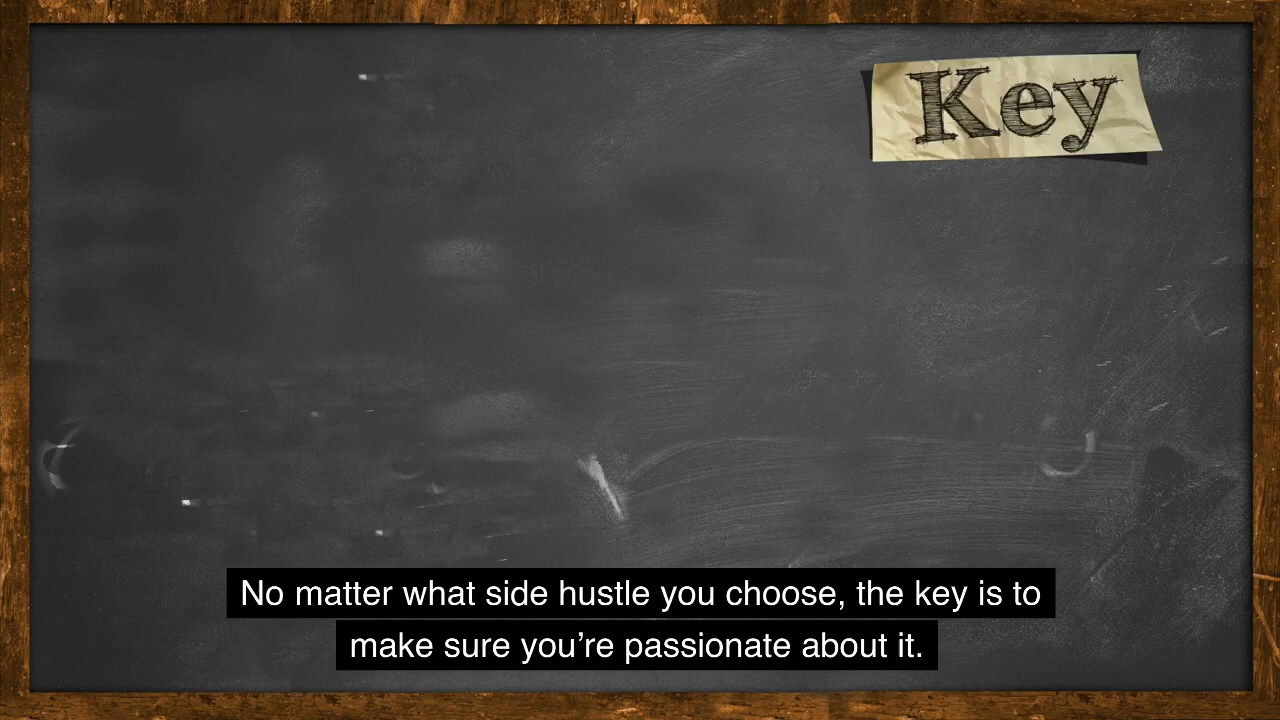 Key
No matter what side hustle you choose, the key is to
make sure you’re passionate about it.